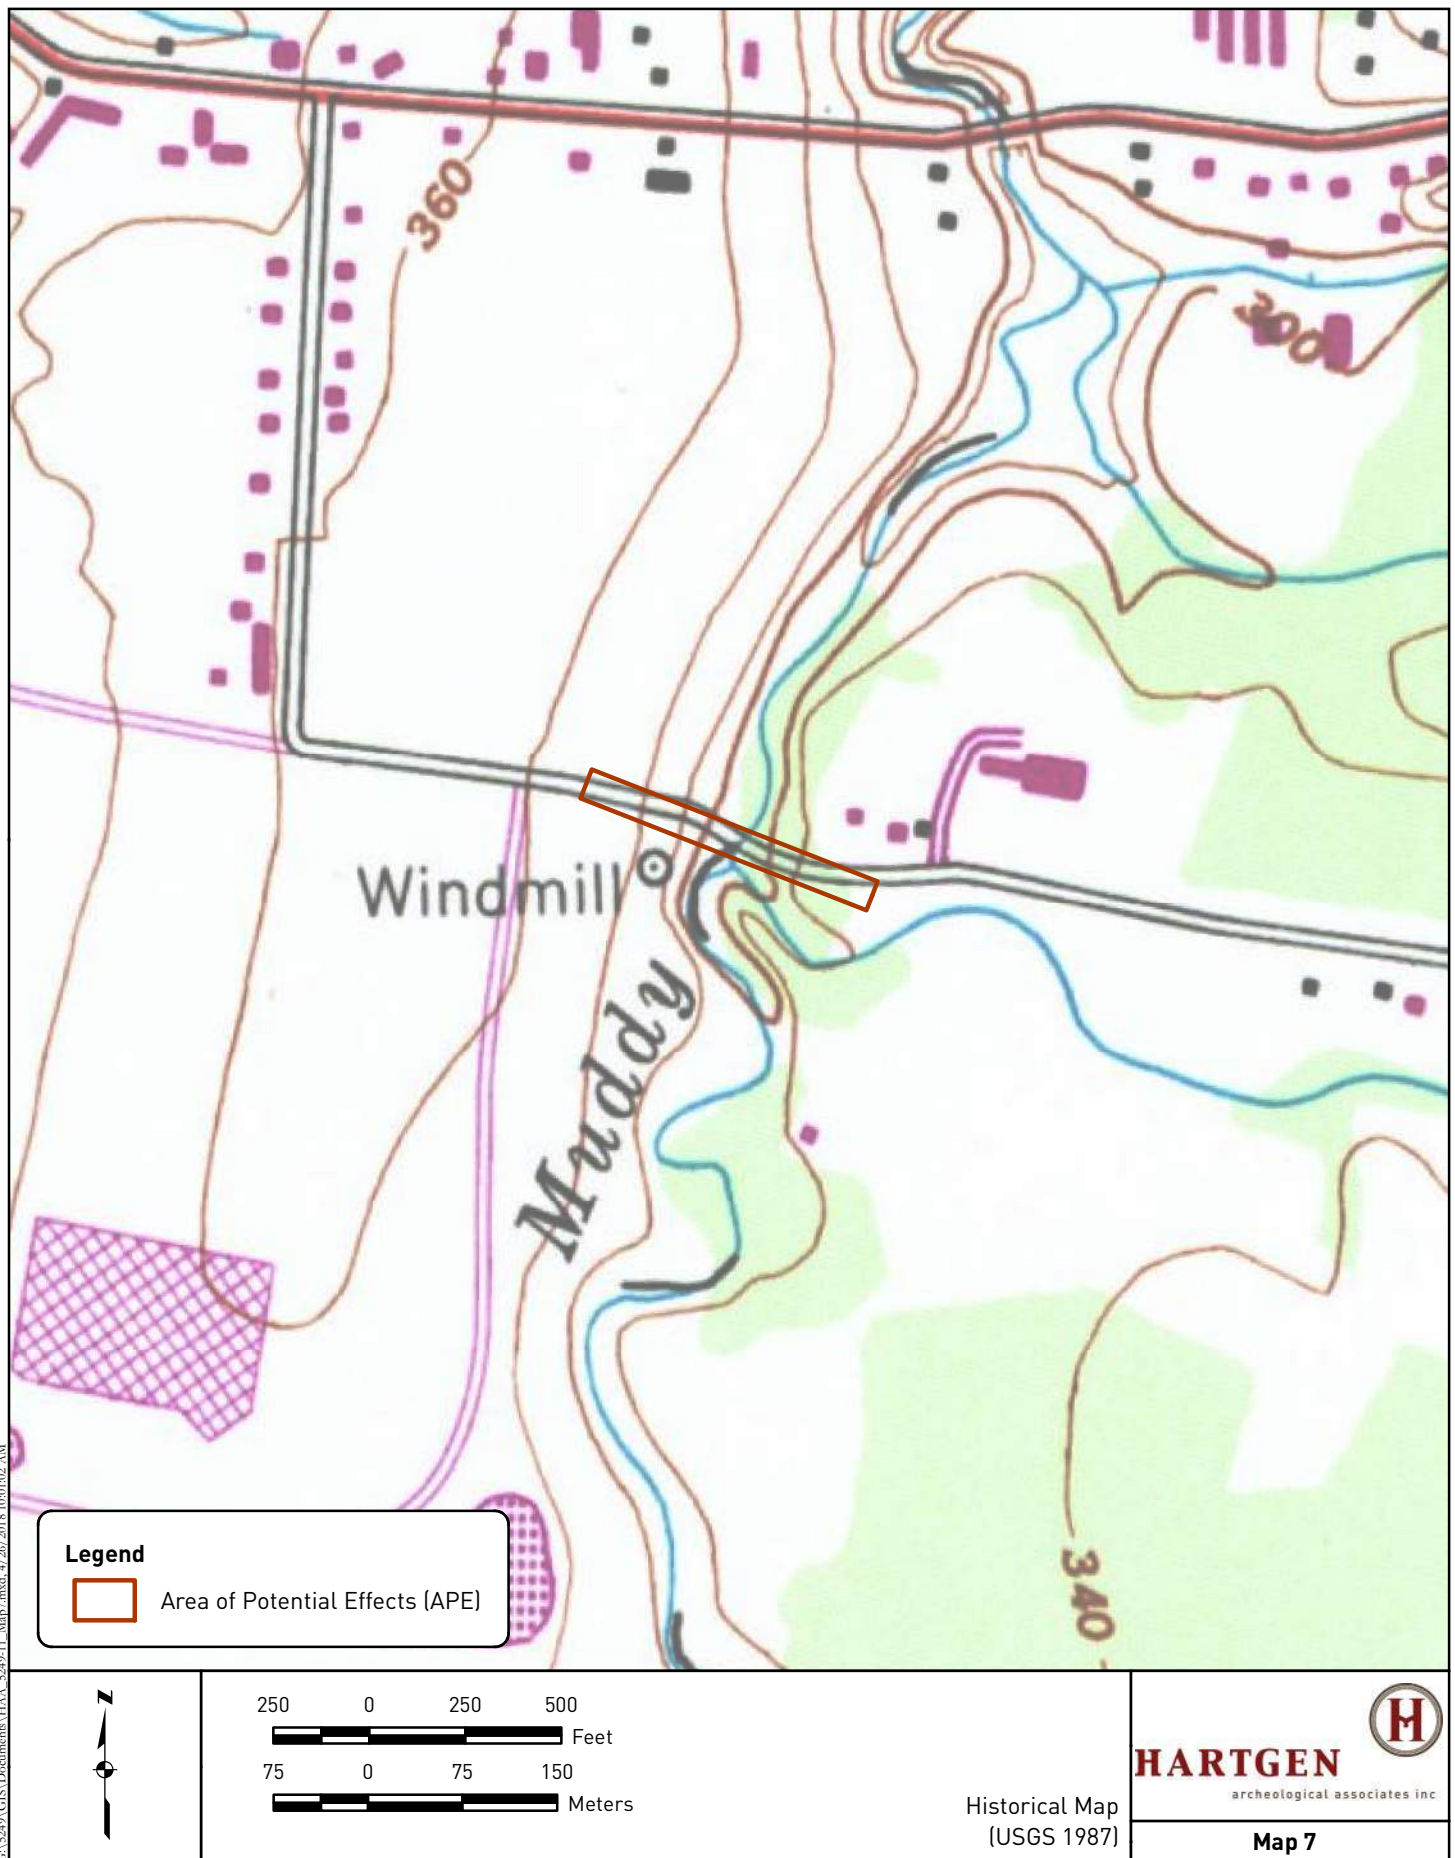 360
300
Windmill
Muddy
340
Legend
Area of Potential Effects (APE)
N
250 0 250 500
Feet
75 0 75 150
Meters
Historical Map
(USGS 1987)
H
HARTGEN
archeological associates inc
Map 7